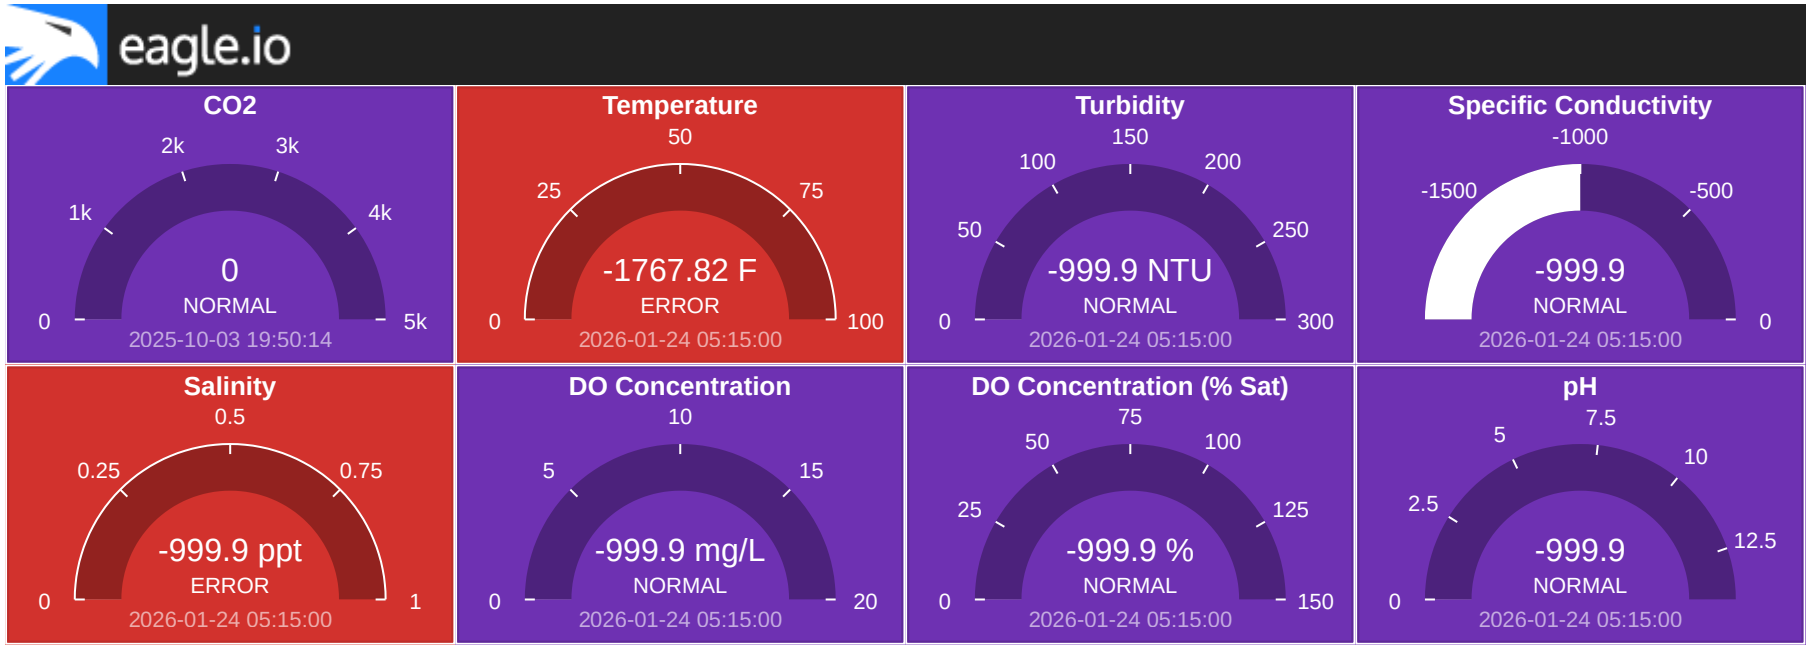 eagle.io
CO2
2k 3k
1k 4k
0
NORMAL
0 5k
2025-10-03 19:50:14
Temperature
50
25 75
-1767.82 F
ERROR
0 100
2026-01-24 05:15:00
Turbidity
150
100 200
50 250
-999.9 NTU
NORMAL
0 300
2026-01-24 05:15:00
Specific Conductivity
-1000
-1500 -500
-999.9
NORMAL
0
2026-01-24 05:15:00
Salinity
0.5
0.25 0.75
-999.9 ppt
ERROR
0 1
2026-01-24 05:15:00
DO Concentration
10
5 15
-999.9 mg/L
NORMAL
0 20
2026-01-24 05:15:00
DO Concentration (% Sat)
75
50 100
25 125
-999.9 %
NORMAL
0 150
2026-01-24 05:15:00
pH
7.5
5 10
2.5 12.5
-999.9
NORMAL
0
2026-01-24 05:15:00